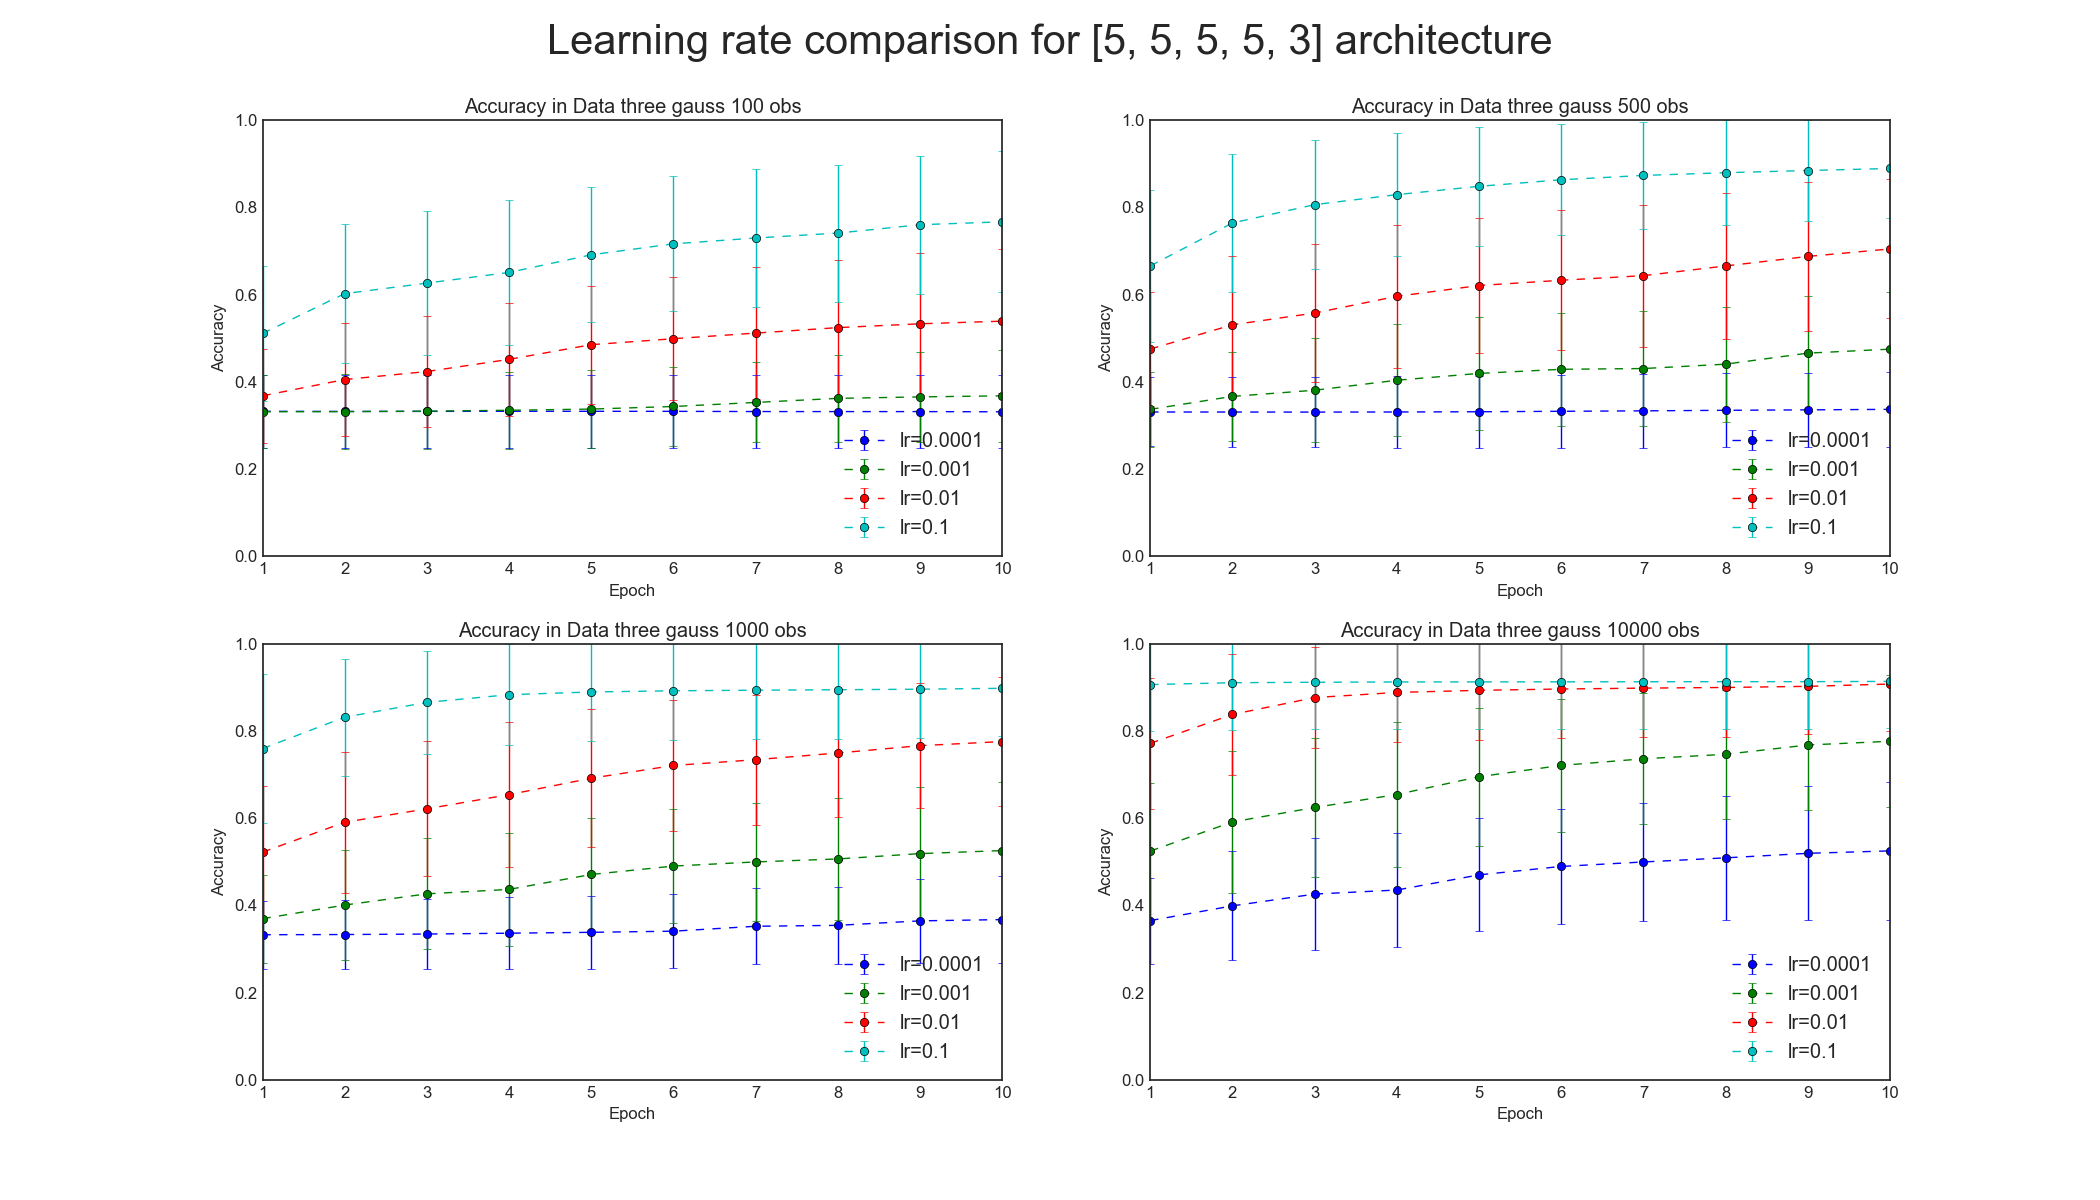 Learning rate comparison for [5, 5, 5, 5, 3] architecture
Accuracy in Data three gauss 100 obs
1.0
0.8
0.6
0.4
0.2
0.0
Accuracy
1 2 3 4 5 6 7 8 9 10
Epoch
lr=0.0001
lr=0.001
lr=0.01
lr=0.1
Accuracy in Data three gauss 500 obs
1.0
0.8
0.6
0.4
0.2
0.0
Accuracy
1 2 3 4 5 6 7 8 9 10
Epoch
lr=0.0001
lr=0.001
lr=0.01
lr=0.1
Accuracy in Data three gauss 1000 obs
1.0
0.8
0.6
0.4
0.2
0.0
Accuracy
1 2 3 4 5 6 7 8 9 10
Epoch
lr=0.0001
lr=0.001
lr=0.01
lr=0.1
Accuracy in Data three gauss 10000 obs
1.0
0.8
0.6
0.4
0.2
0.0
Accuracy
1 2 3 4 5 6 7 8 9 10
Epoch
lr=0.0001
lr=0.001
lr=0.01
lr=0.1